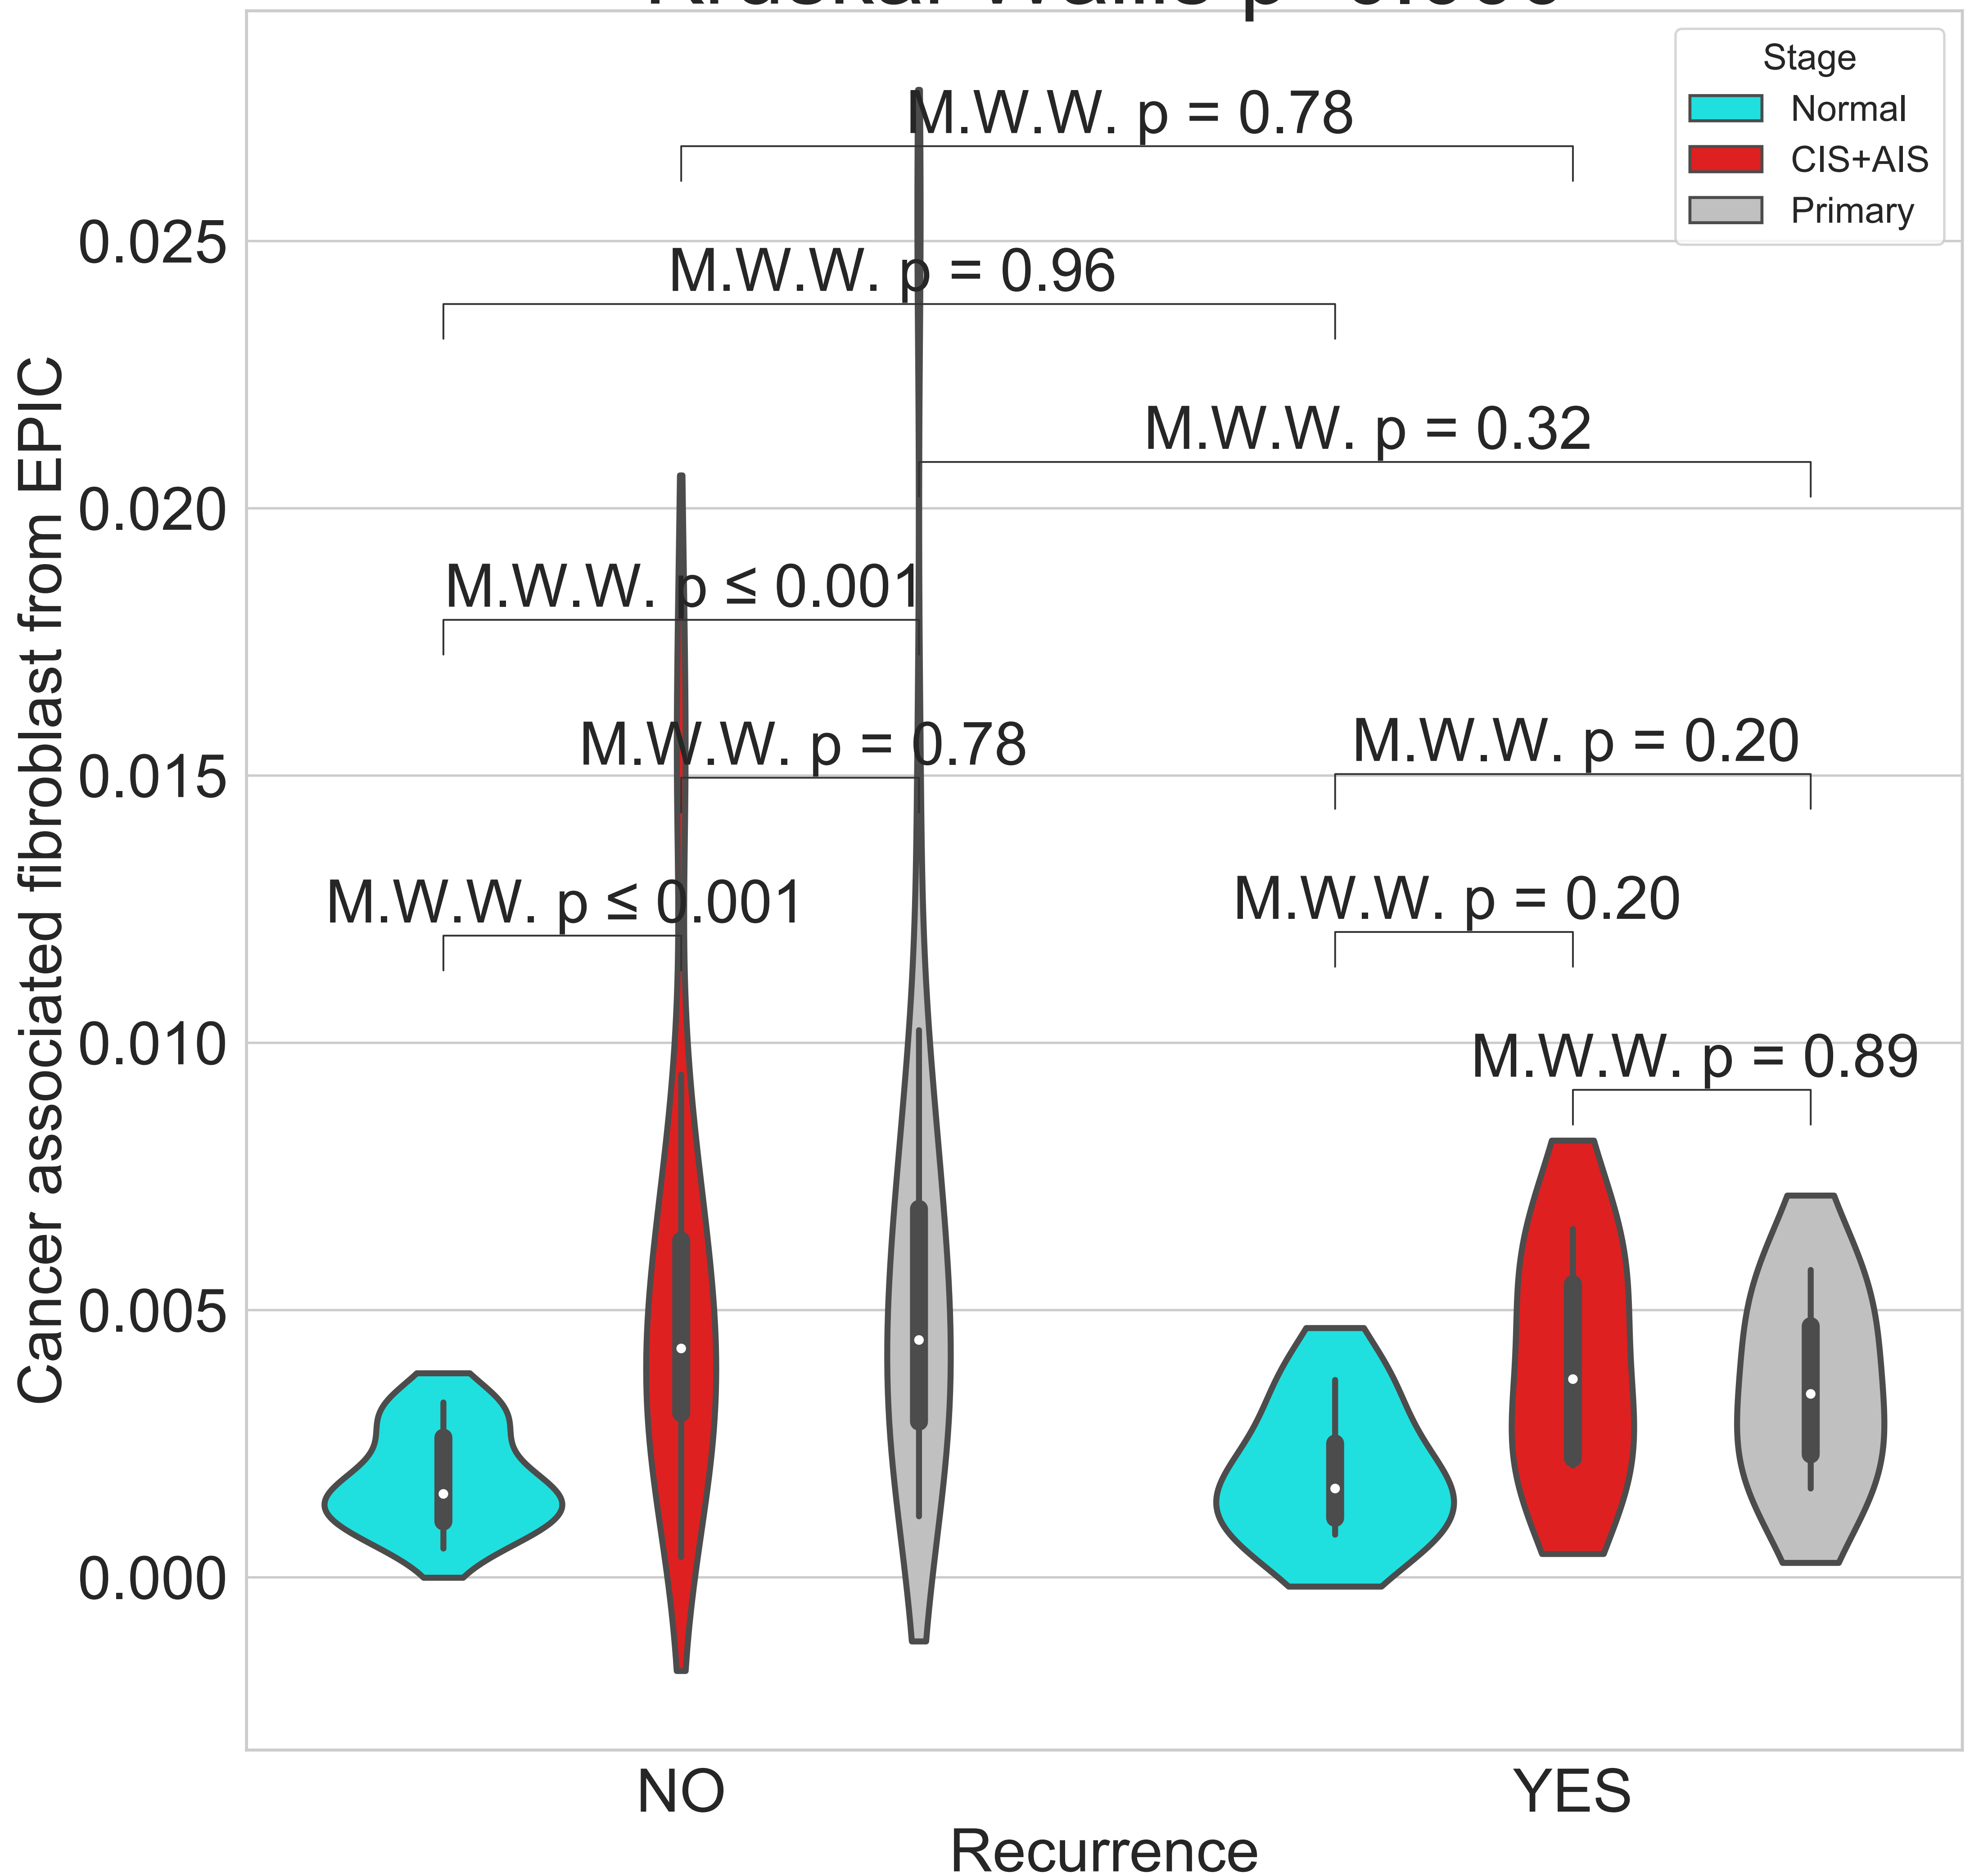 Stage
Normal
CIS+AIS
Primary
M.W.W. p = 0.78
M.W.W. p = 0.96
M.W.W. p = 0.32
M.W.W. p ≤ 0.001
M.W.W. p = 0.78
M.W.W. p = 0.20
M.W.W. p ≤ 0.001
M.W.W. p = 0.20
M.W.W. p = 0.89
Cancer associated fibroblast from EPIC
0.025
0.020
0.015
0.010
0.005
0.000
NO
YES
Recurrence